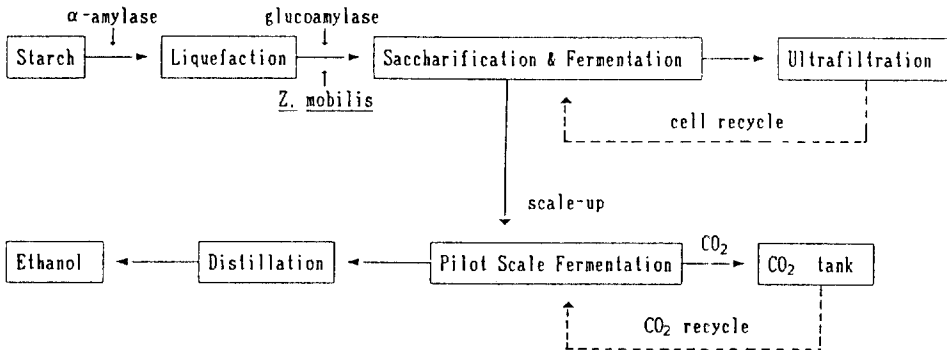 α-amylase glucoamylase
Starch Liquefaction Saccharification & Fermentation Ultrafiltration
Z. mobilis
cell recycle
scale-up
CO₂
Ethanol Distillation Pilot Scale Fermentation CO₂ tank
CO₂ recycle